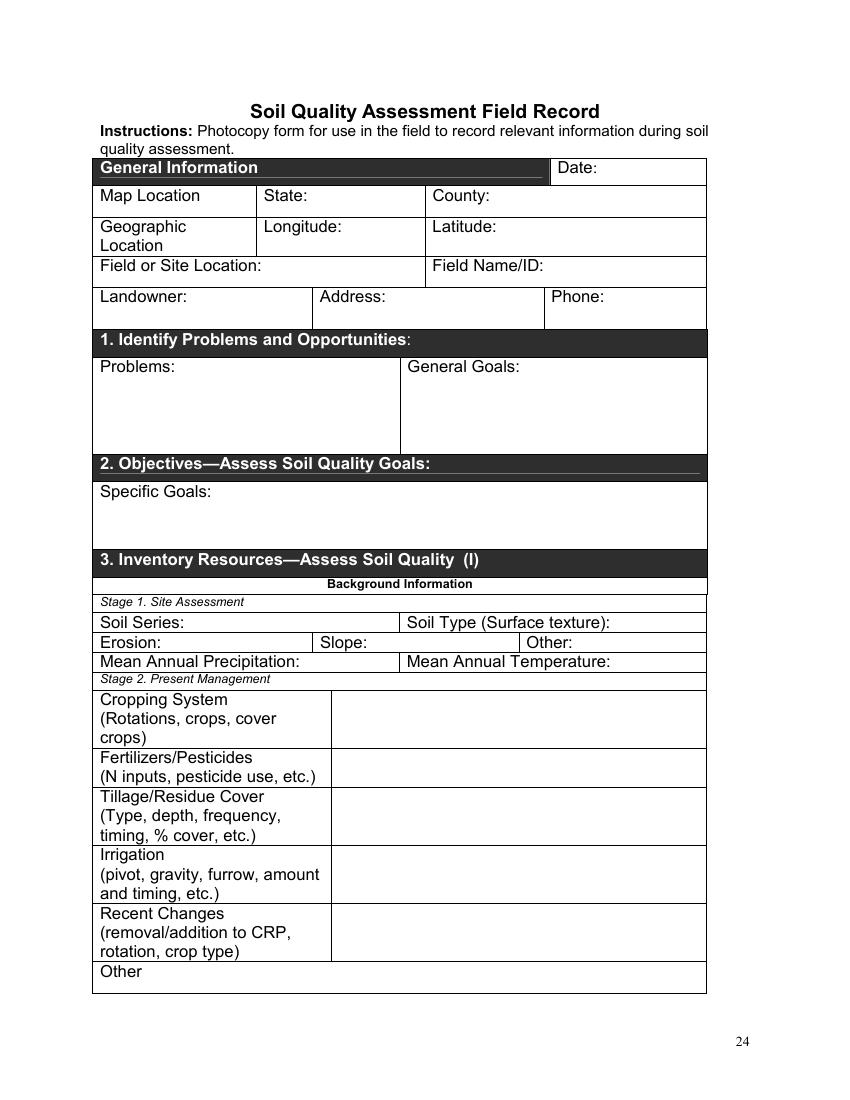 Soil Quality Assessment Field Record
Instructions: Photocopy form for use in the field to record relevant information during soil
quality assessment.
General Information
Date:
Map Location
State:
County:
Geographic
Location
Longitude:
Latitude:
Field or Site Location:
Field Name/ID:
Landowner:
Address:
Phone:
1. Identify Problems and Opportunities:
Problems:
General Goals:
2. Objectives—Assess Soil Quality Goals:
Specific Goals:
3. Inventory Resources—Assess Soil Quality (I)
Background Information
Stage 1. Site Assessment
Soil Series:
Soil Type (Surface texture):
Erosion:
Slope:
Other:
Mean Annual Precipitation:
Mean Annual Temperature:
Stage 2. Present Management
Cropping System
(Rotations, crops, cover
crops)
Fertilizers/Pesticides
(N inputs, pesticide use, etc.)
Tillage/Residue Cover
(Type, depth, frequency,
timing, % cover, etc.)
Irrigation
(pivot, gravity, furrow, amount
and timing, etc.)
Recent Changes
(removal/addition to CRP,
rotation, crop type)
Other
24